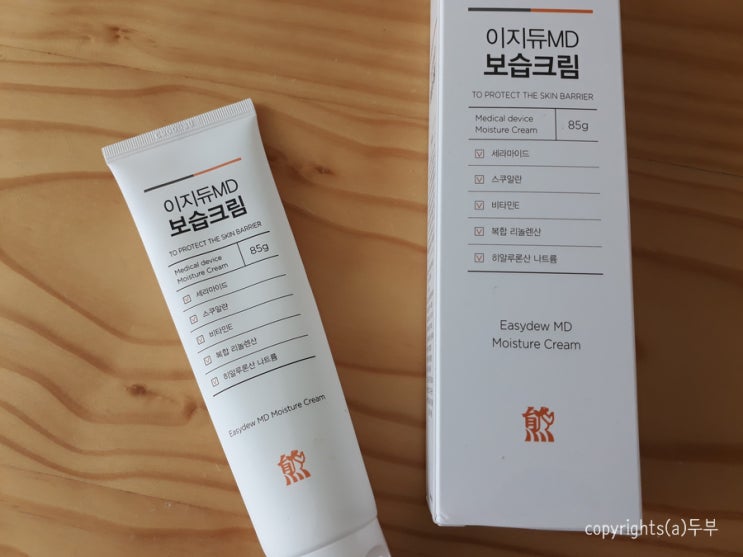 이지듀MD
보습크림
TO PROTECT THE SKIN BARRIER
Medical device
Moisture Cream
85g
세라마이드
스쿠알란
비타민E
복합 리놀렌산
히알루론산 나트륨
Easydew MD Moisture Cream
이지듀MD
보습크림
TO PROTECT THE SKIN BARRIER
Medical device
Moisture Cream
85g
세라마이드
스쿠알란
비타민E
복합 리놀렌산
히알루론산 나트륨
Easydew MD
Moisture Cream
copyrights(a)두부